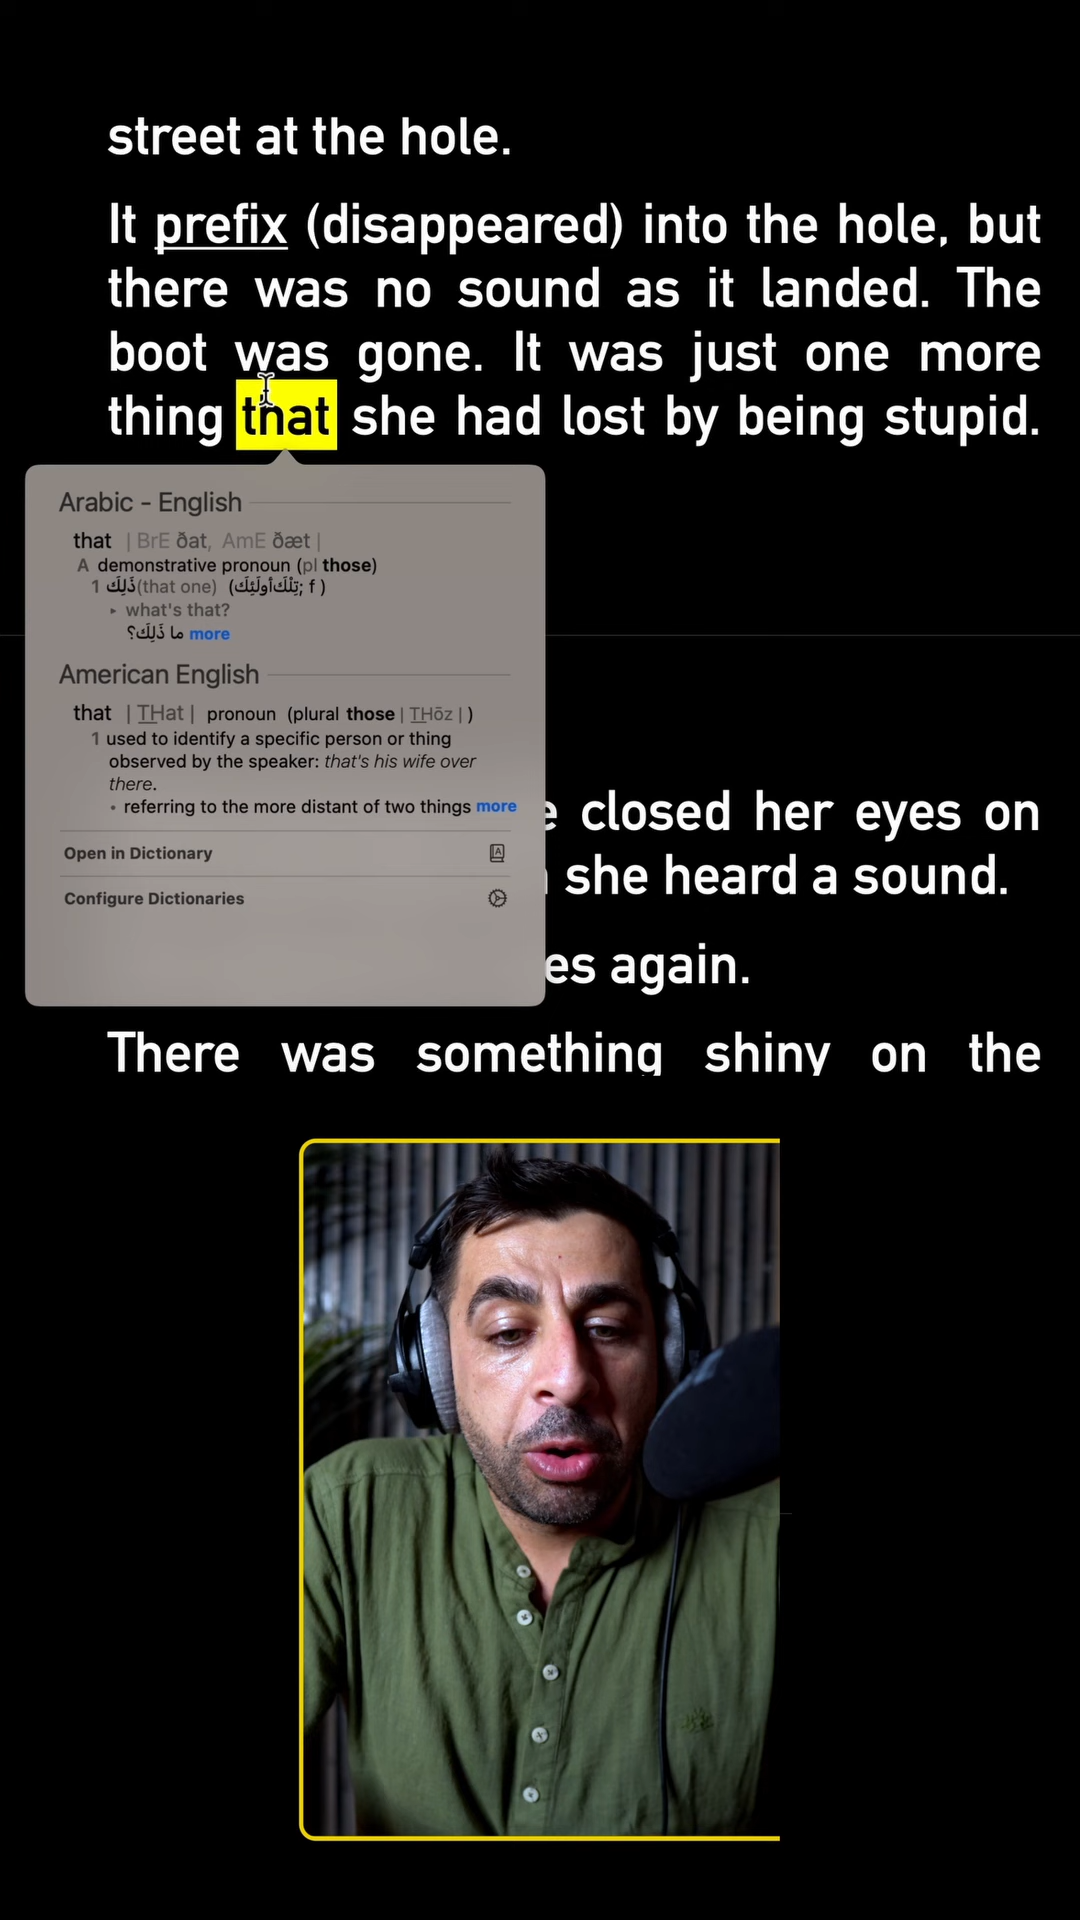 street at the hole.
It prefix (disappeared) into the hole, but
there was no sound as it landed. The
boot was gone. It was just one more
thing that she had lost by being stupid.
Arabic - English
that | BrE ðat, AmE ðæt |
A demonstrative pronoun (pl those)
1 ذَلِكَ (that one) (تِلْكَ أولَئِكَ; f )
▸ what's that?
ما ذَلِكَ؟ more
American English
that | THat | pronoun (plural those | THōz | )
1 used to identify a specific person or thing
observed by the speaker: that's his wife over
there.
• referring to the more distant of two things more
Open in Dictionary
Configure Dictionaries
closed her eyes on
she heard a sound.
es again.
There was something shiny on the